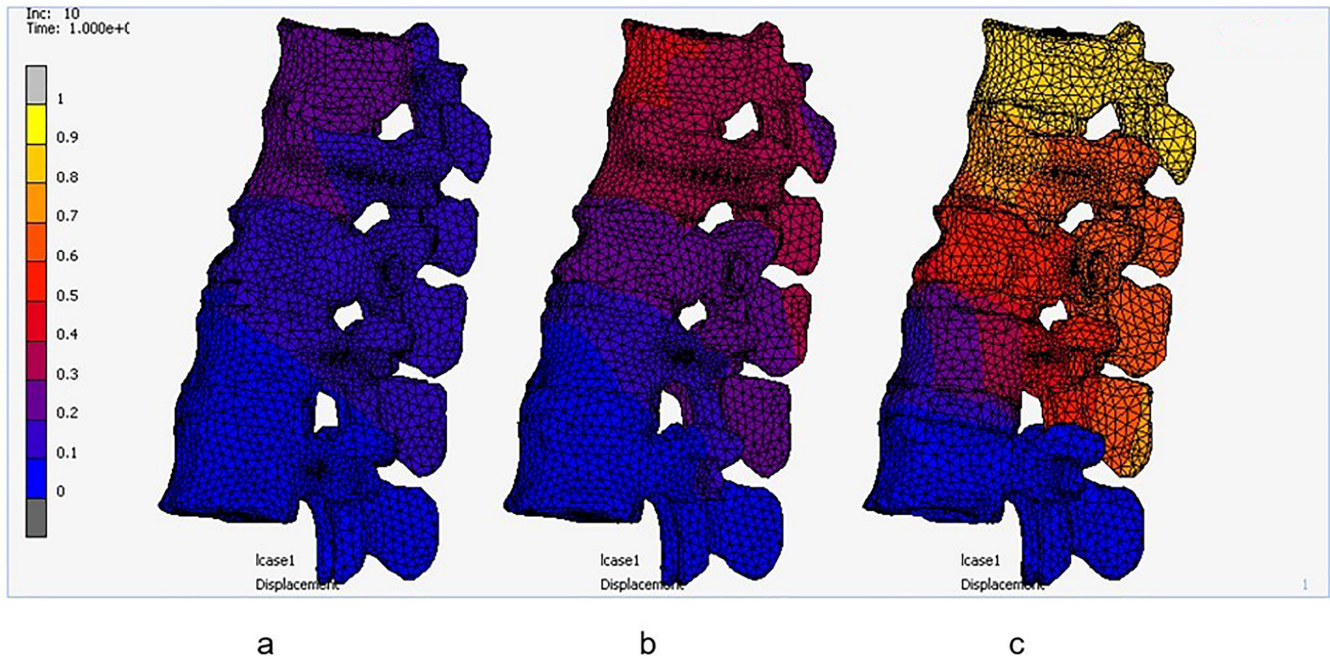 Inc: 10
Time: 1.000e+(
1
0.9
0.8
0.7
0.6
0.5
0.4
0.3
0.2
0.1
0
lcase1
Displacement
lcase1
Displacement
lcase1
Displacement
1
a
b
c